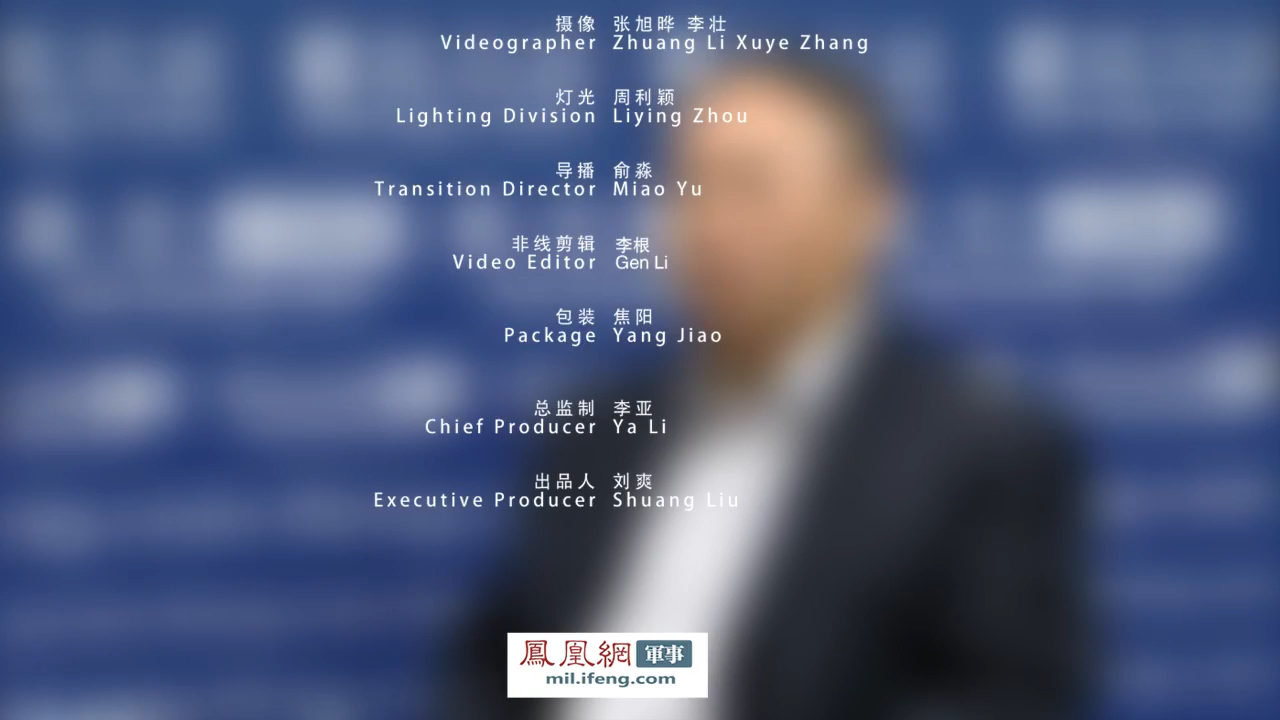 摄像 张旭晔 李壮
Videographer Zhuang Li Xuye Zhang
灯光 周利颖
Lighting Division Liying Zhou
导播 俞淼
Transition Director Miao Yu
非线剪辑 李根
Video Editor Gen Li
包装 焦阳
Package Yang Jiao
总监制 李亚
Chief Producer Ya Li
出品人 刘爽
Executive Producer Shuang Liu
鳳凰網 軍事
mil.ifeng.com